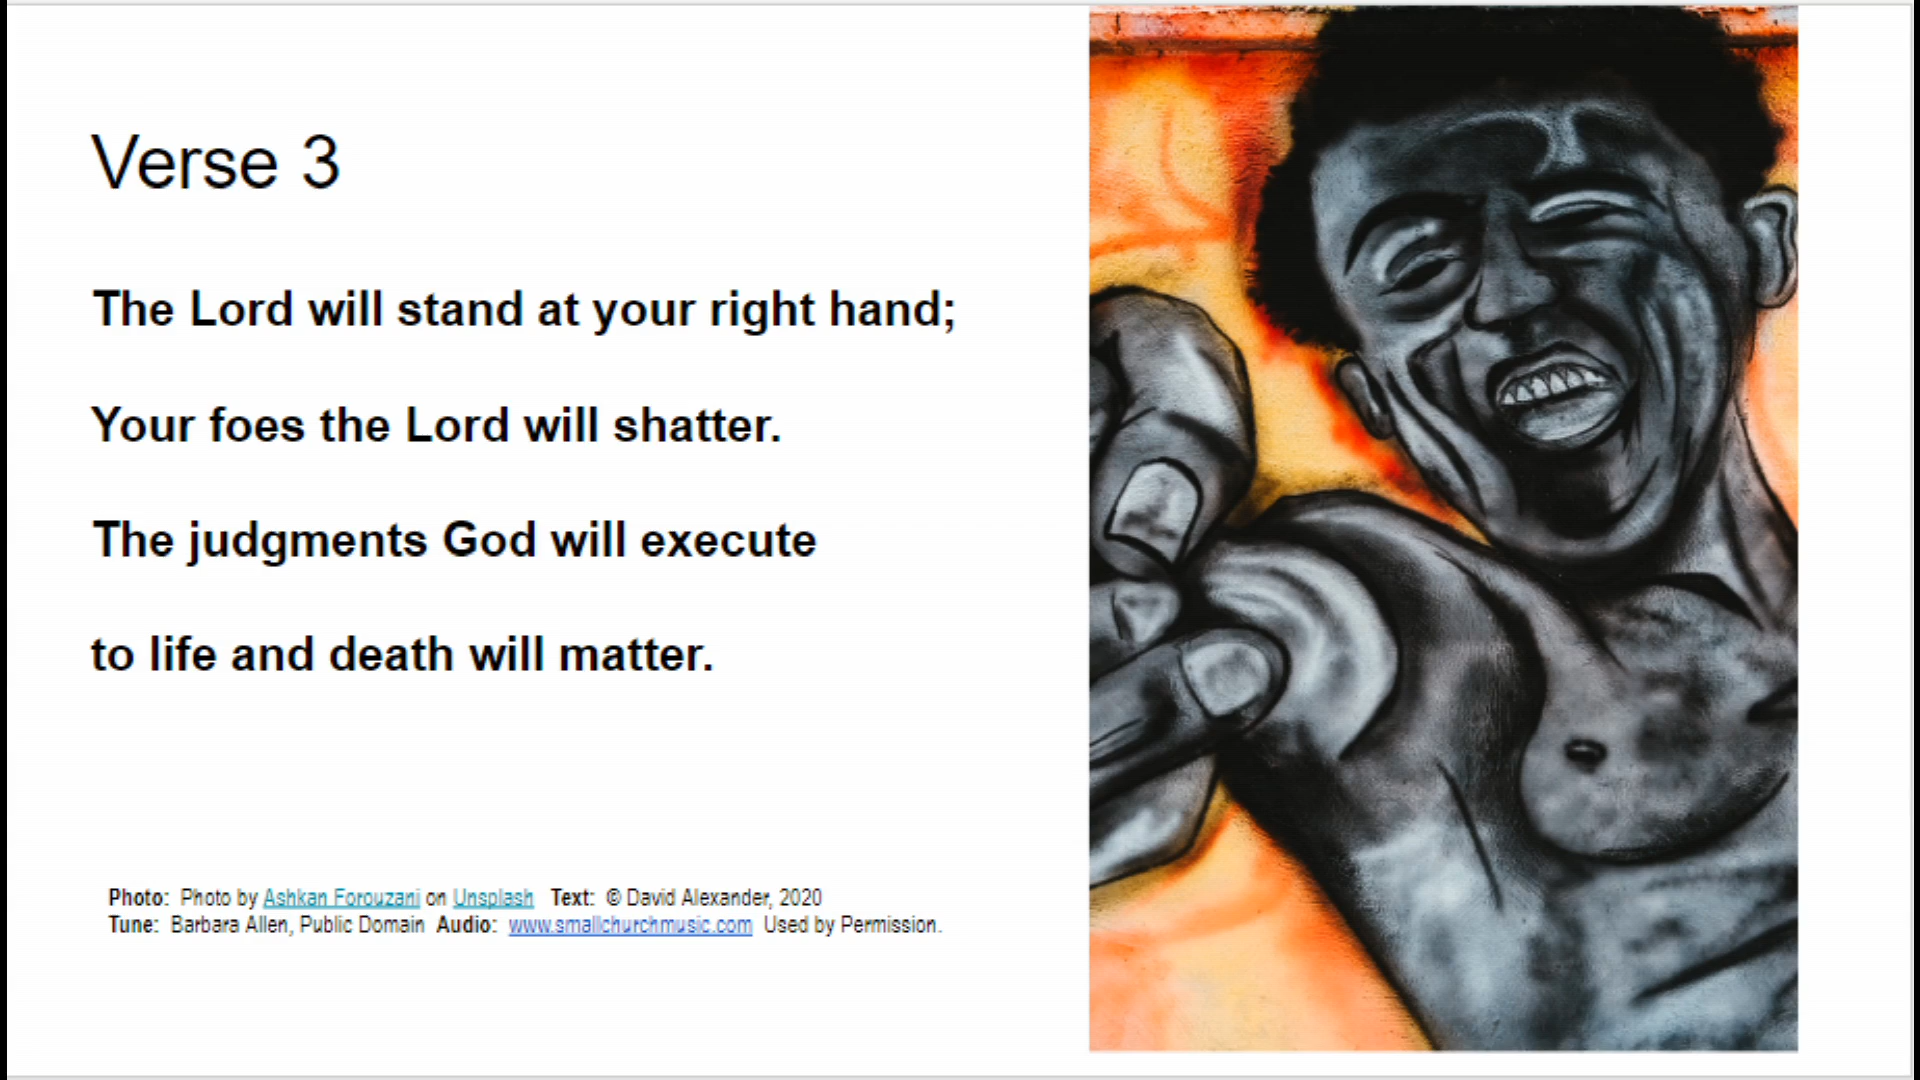 Verse 3
The Lord will stand at your right hand;
Your foes the Lord will shatter.
The judgments God will execute
to life and death will matter.
Photo: Photo by Ashkan Forouzani on Unsplash Text: © David Alexander, 2020
Tune: Barbara Allen, Public Domain Audio: www.smallchurchmusic.com Used by Permission.